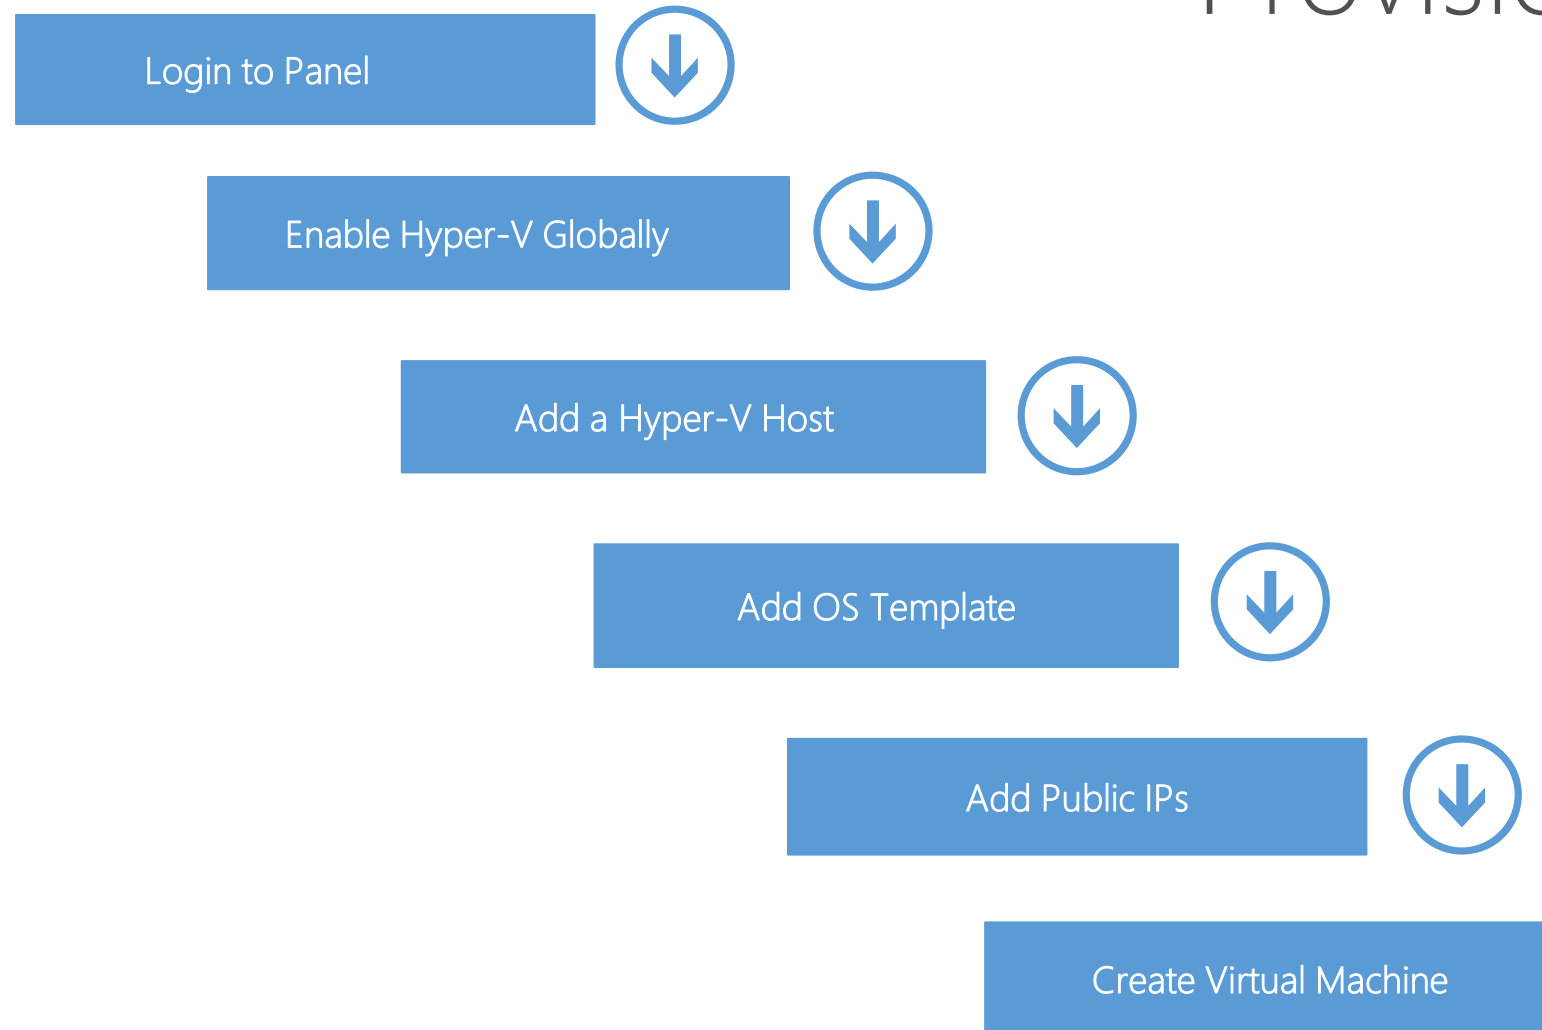 Login to Panel
Enable Hyper-V Globally
Add a Hyper-V Host
Add OS Template
Add Public IPs
Create Virtual Machine